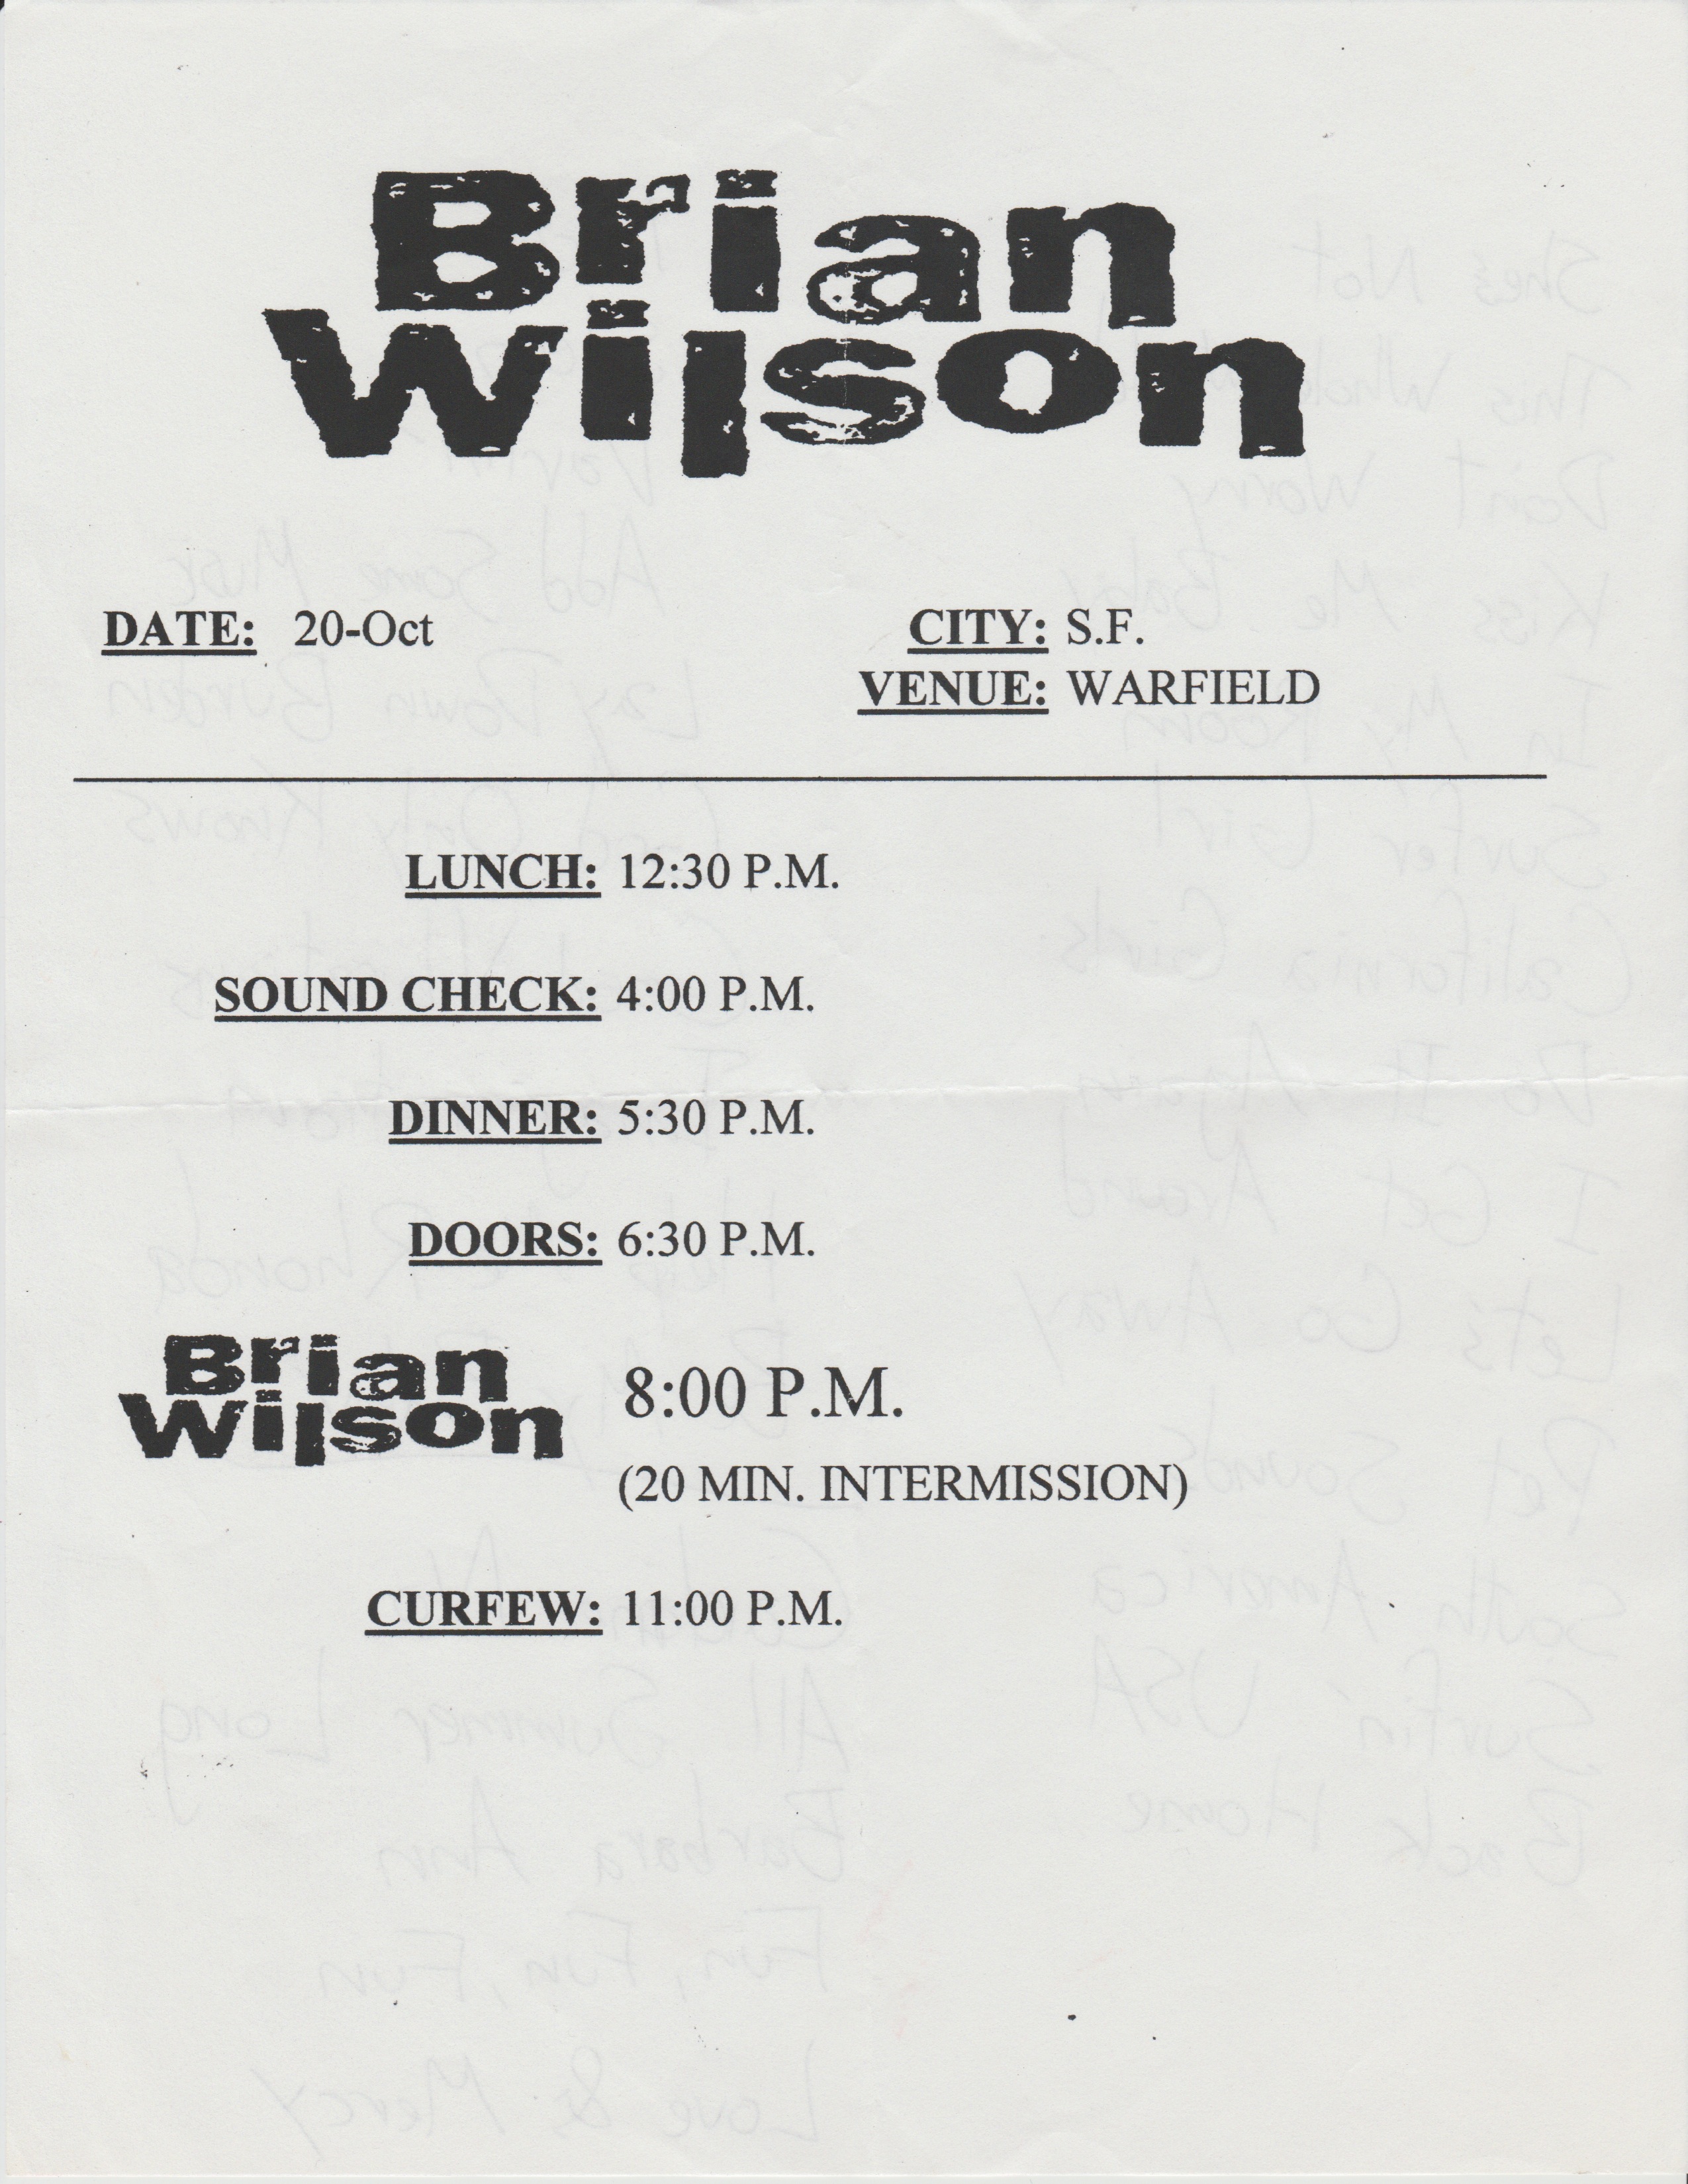 Brian
Wilson
DATE: 20-Oct
CITY: S.F.
VENUE: WARFIELD
LUNCH: 12:30 P.M.
SOUND CHECK: 4:00 P.M.
DINNER: 5:30 P.M.
DOORS: 6:30 P.M.
Brian
Wilson 8:00 P.M.
(20 MIN. INTERMISSION)
CURFEW: 11:00 P.M.